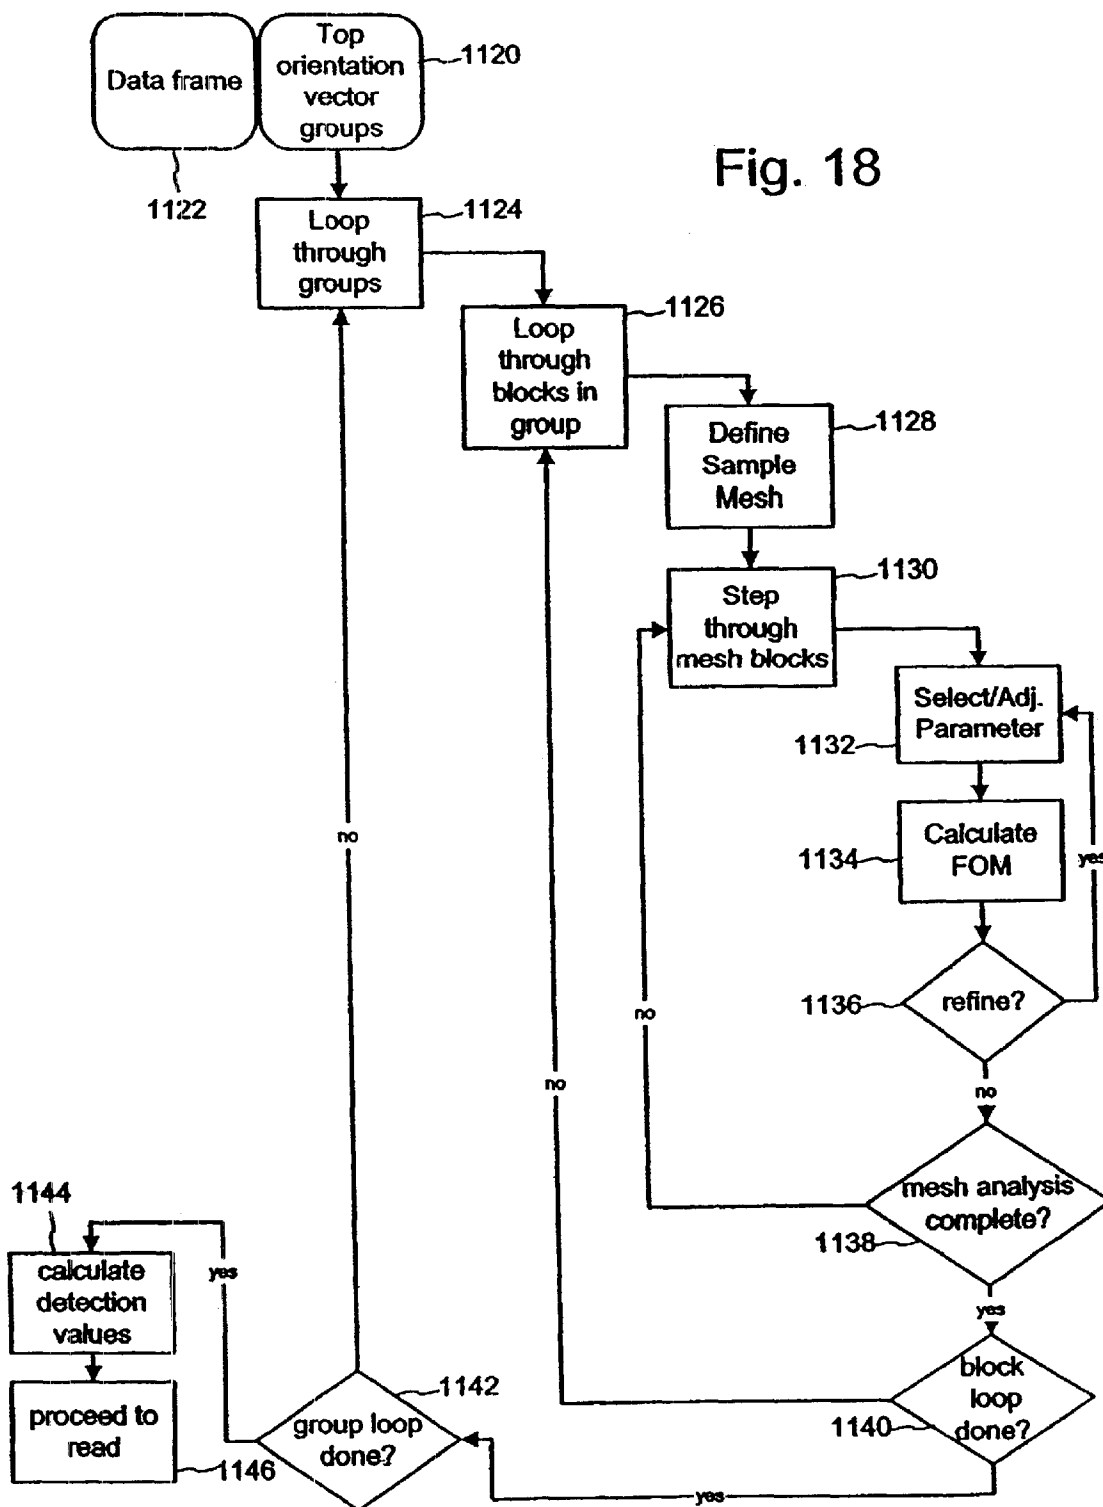 Data frame
Top
orientation
vector
groups
1120
1122
Fig. 18
Loop
through
groups
1124
Loop
through
blocks in
group
1126
Define
Sample
Mesh
1128
Step
through
mesh blocks
1130
Select/Adj.
Parameter
1132
Calculate
FOM
1134
yes
refine?
1136
no
mesh analysis
complete?
1138
no
yes
block
loop
done?
1140
no
yes
group loop
done?
1142
no
yes
1144
calculate
detection
values
proceed to
read
1146